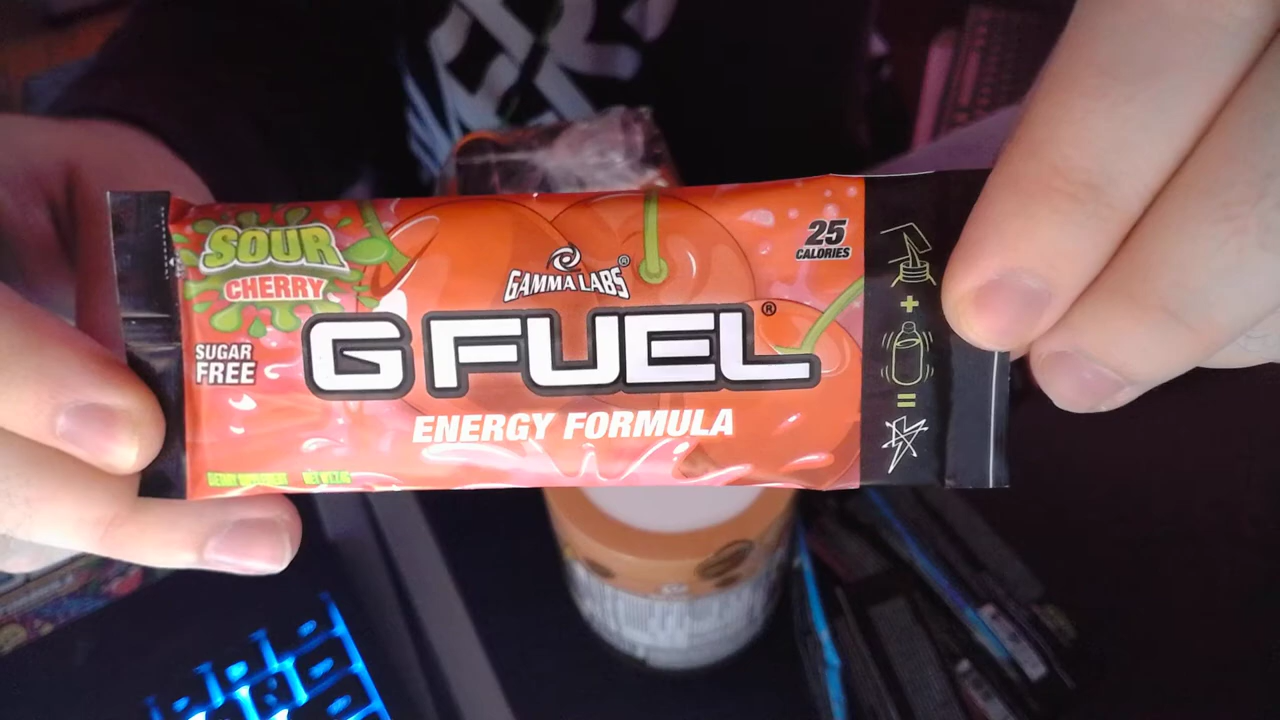 SOUR
CHERRY
SUGAR
FREE
GAMMA LABS®
G FUEL®
ENERGY FORMULA
25
CALORIES
+
=